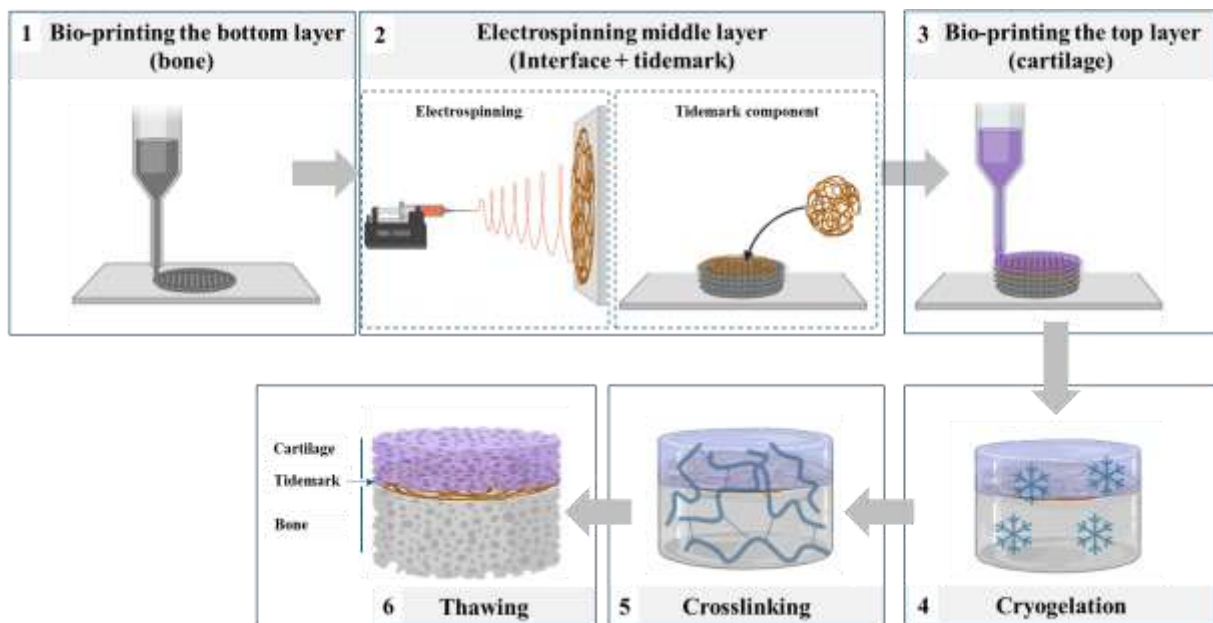 1 Bio-printing the bottom layer
(bone)
2 Electrospinning middle layer
(Interface + tidemark)
Electrospinning
Tidemark component
3 Bio-printing the top layer
(cartilage)
Cartilage
Tidemark
Bone
6 Thawing
5 Crosslinking
4 Cryogelation